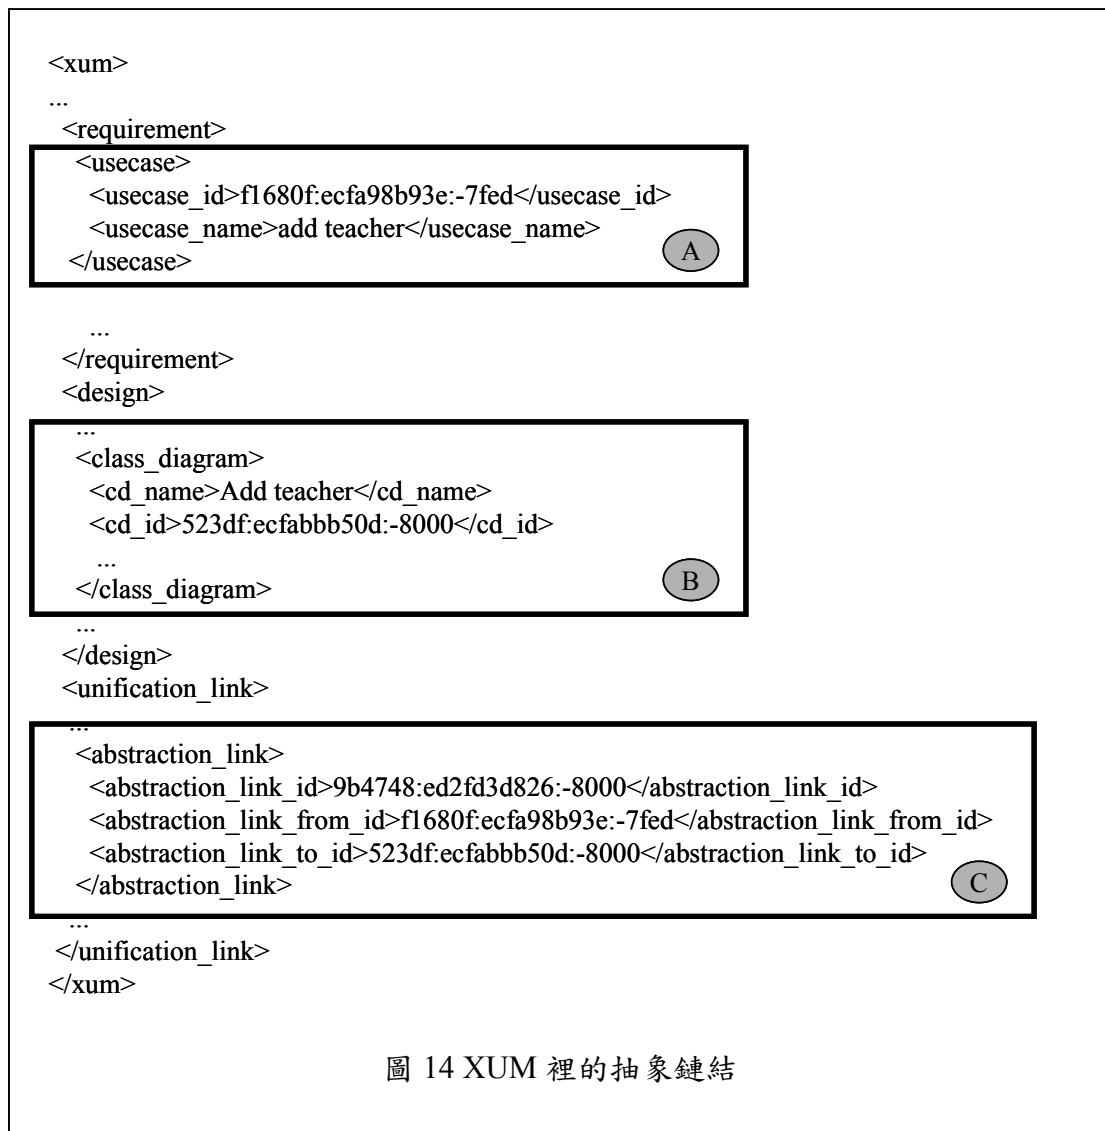 <xum>
...
<requirement>
<usecase>
<usecase_id>f1680f:ecfa98b93e:-7fed</usecase_id>
<usecase_name>add teacher</usecase_name>
</usecase>
A
...
</requirement>
<design>
...
<class_diagram>
<cd_name>Add teacher</cd_name>
<cd_id>523df:ecfabbb50d:-8000</cd_id>
...
</class_diagram>
B
...
</design>
<unification_link>
...
<abstraction_link>
<abstraction_link_id>9b4748:ed2fd3d826:-8000</abstraction_link_id>
<abstraction_link_from_id>f1680f:ecfa98b93e:-7fed</abstraction_link_from_id>
<abstraction_link_to_id>523df:ecfabbb50d:-8000</abstraction_link_to_id>
</abstraction_link>
C
...
</unification_link>
</xum>
圖 14 XUM 裡的抽象鏈結